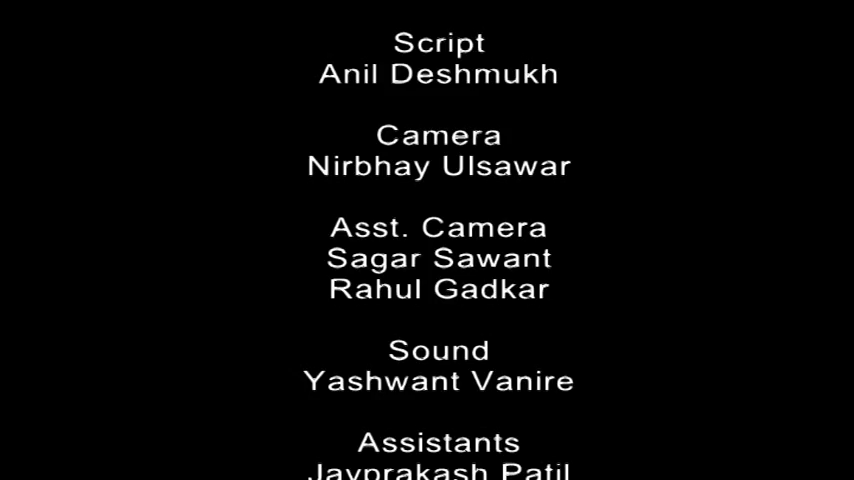 Script
Anil Deshmukh
Camera
Nirbhay Ulsawar
Asst. Camera
Sagar Sawant
Rahul Gadkar
Sound
Yashwant Vanire
Assistants
Jayprakash Patil